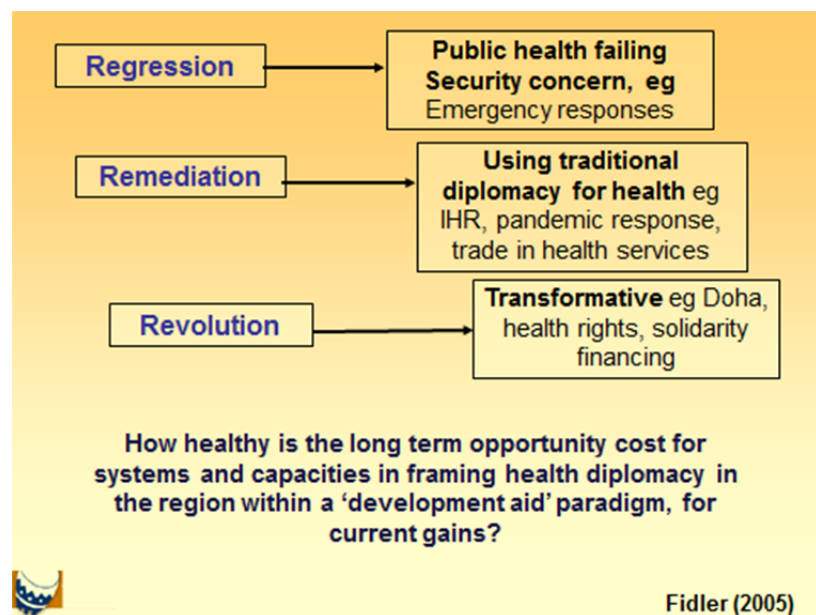 Regression
Public health failing
Security concern, eg
Emergency responses
Remediation
Using traditional
diplomacy for health eg
IHR, pandemic response,
trade in health services
Revolution
Transformative eg Doha,
health rights, solidarity
financing
How healthy is the long term opportunity cost for
systems and capacities in framing health diplomacy in
the region within a ‘development aid’ paradigm, for
current gains?
Fidler (2005)